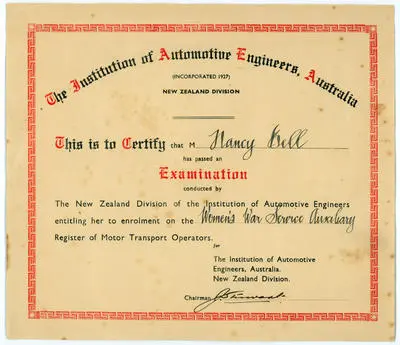 The Institution of Automotive Engineers, Australia
(INCORPORATED 1927)
NEW ZEALAND DIVISION
This is to Certify that M Nancy Bell
has passed an
Examination
conducted by
The New Zealand Division of the Institution of Automotive Engineers
entitling her to enrolment on the Women's War Service Auxiliary
Register of Motor Transport Operators.
for
The Institution of Automotive
Engineers, Australia.
New Zealand Division.
Chairman